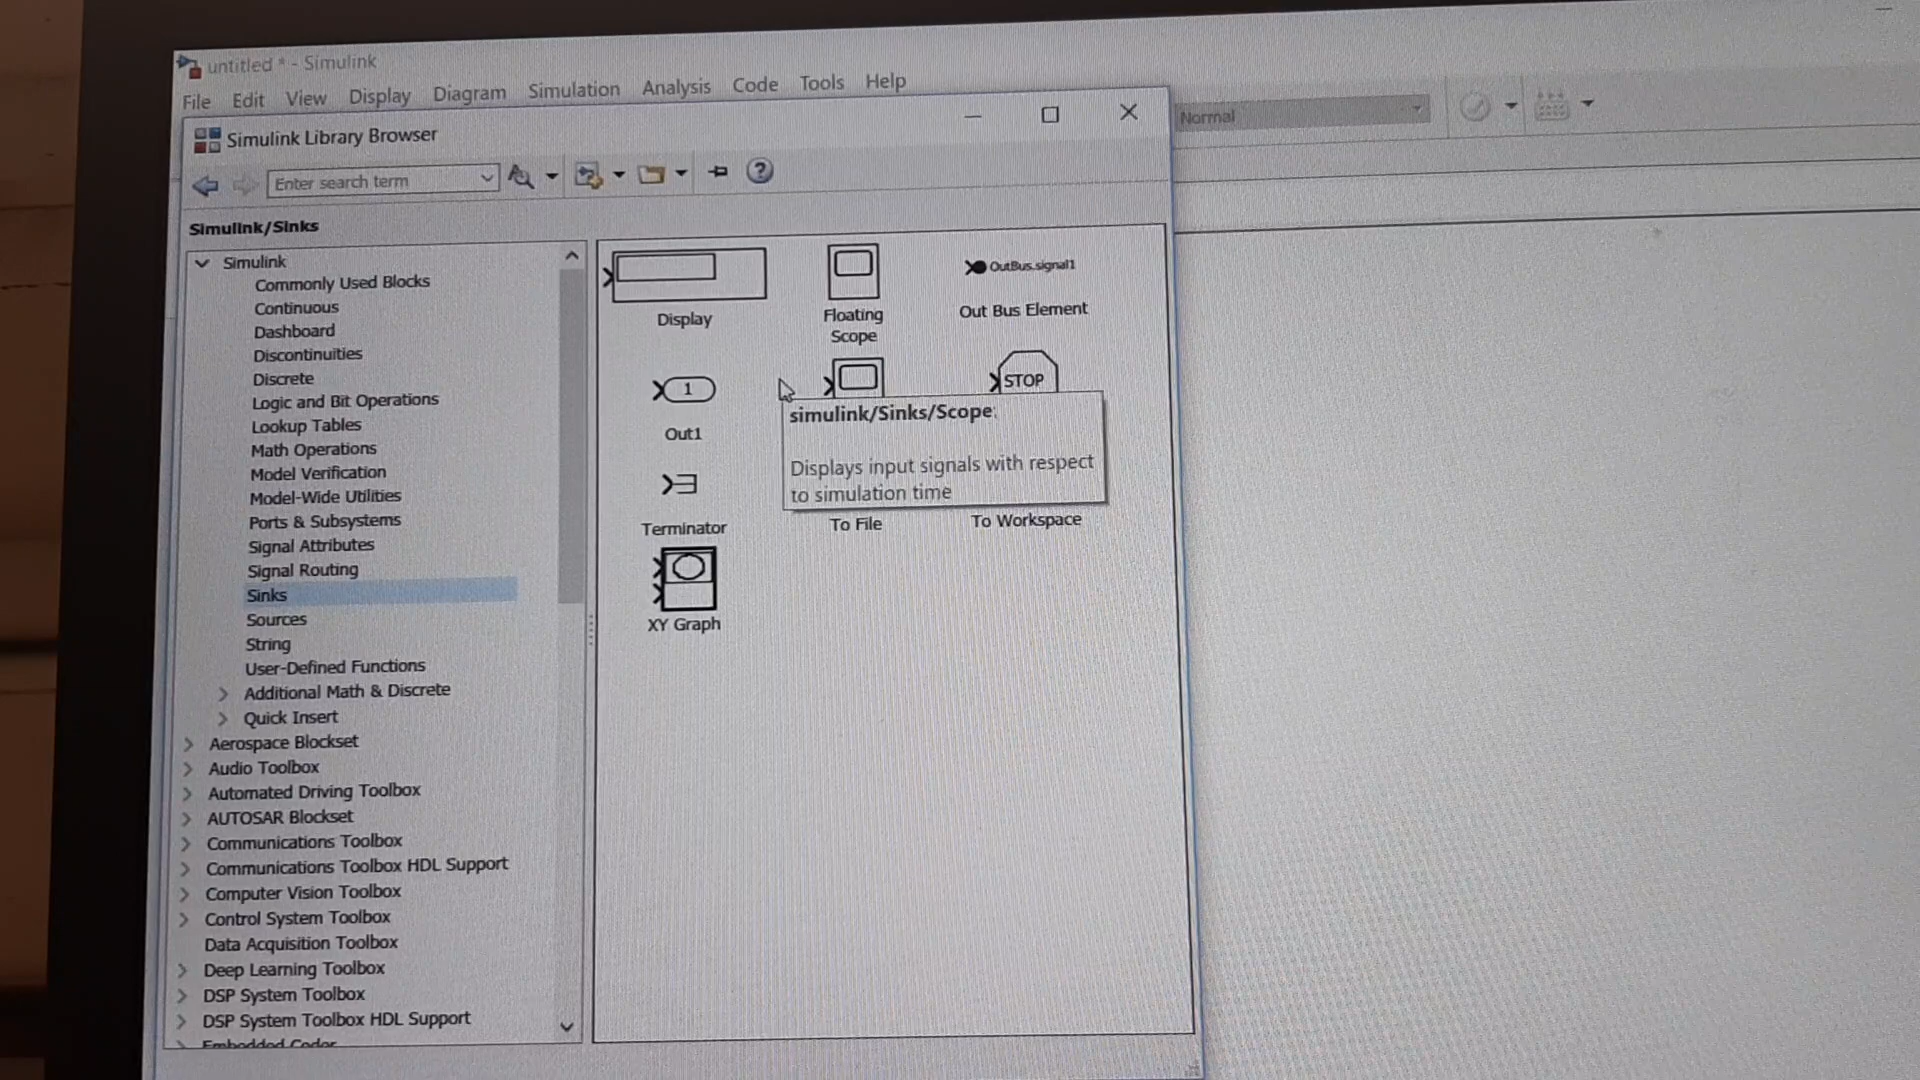 untitled * - Simulink
File Edit View Display Diagram Simulation Analysis Code Tools Help
Normal
Simulink Library Browser
Enter search term
Simulink/Sinks
Simulink
Commonly Used Blocks
Continuous
Dashboard
Discontinuities
Discrete
Logic and Bit Operations
Lookup Tables
Math Operations
Model Verification
Model-Wide Utilities
Ports & Subsystems
Signal Attributes
Signal Routing
Sinks
Sources
String
User-Defined Functions
Additional Math & Discrete
Quick Insert
Aerospace Blockset
Audio Toolbox
Automated Driving Toolbox
AUTOSAR Blockset
Communications Toolbox
Communications Toolbox HDL Support
Computer Vision Toolbox
Control System Toolbox
Data Acquisition Toolbox
Deep Learning Toolbox
DSP System Toolbox
DSP System Toolbox HDL Support
Embedded Coder
Display
Floating
Scope
OutBus.signal1
Out Bus Element
1
Out1
STOP
simulink/Sinks/Scope:
Displays input signals with respect
to simulation time
Terminator
To File
To Workspace
XY Graph